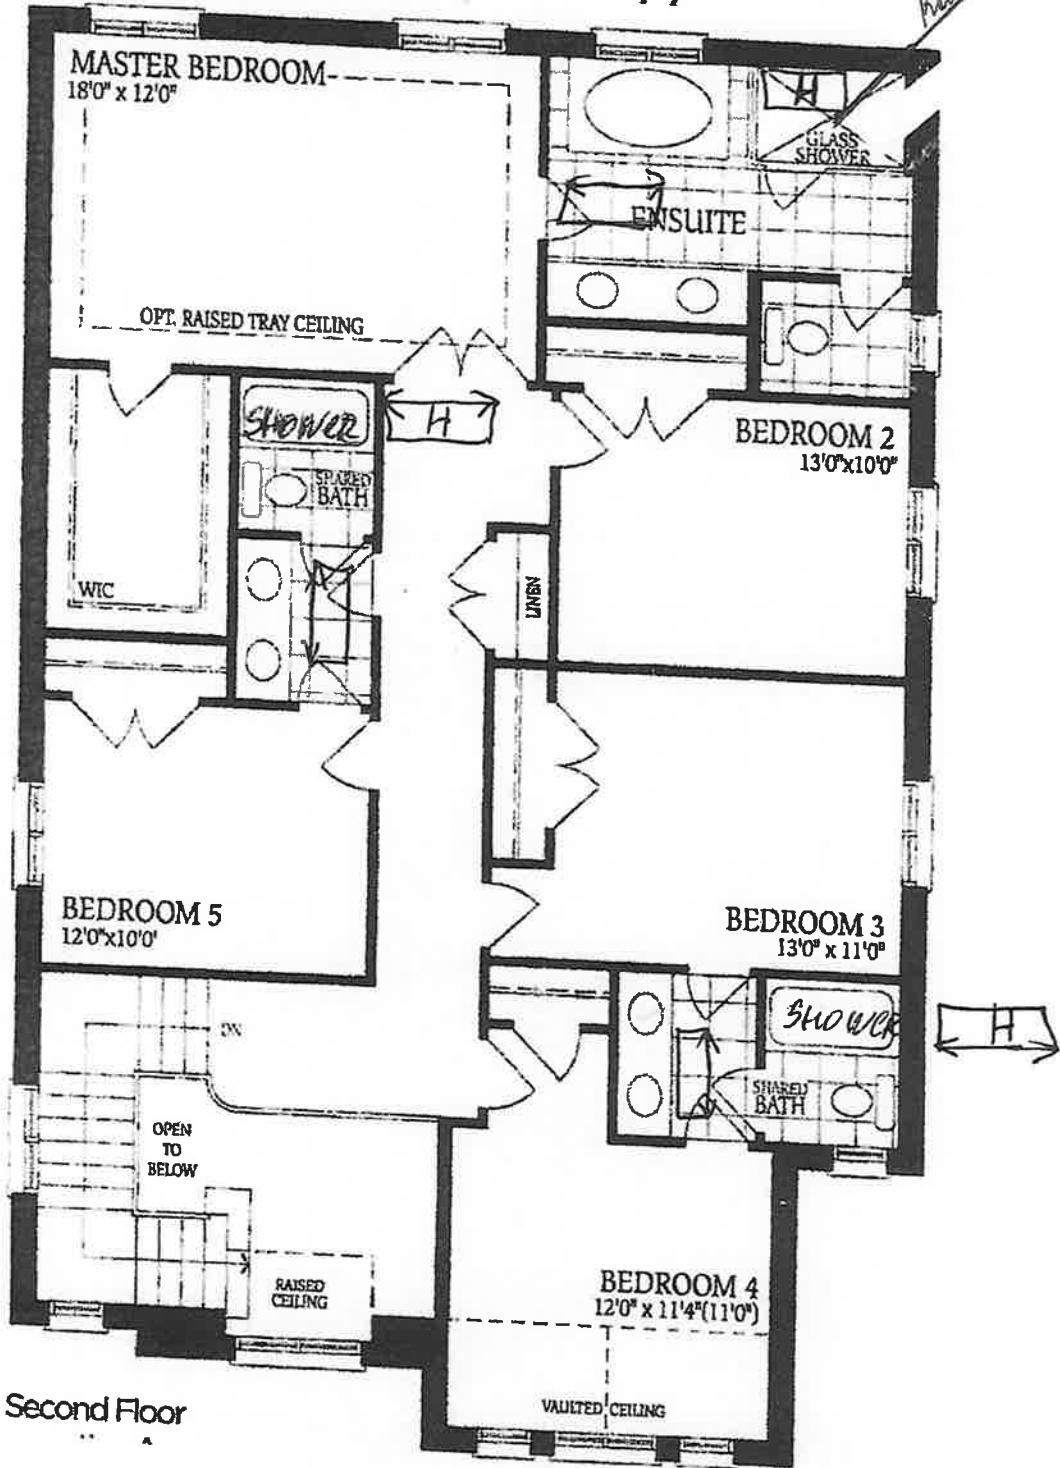 MASTER BEDROOM
18'0" x 12'0"
H
GLASS
SHOWER
ENSUITE
OPT. RAISED TRAY CEILING
SHOWER
H
SHARED
BATH
BEDROOM 2
13'0"x10'0"
WIC
LINEN
BEDROOM 5
12'0"x10'0'
BEDROOM 3
13'0" x 11'0"
DN
SHOWER
H
SHARED
BATH
OPEN
TO
BELOW
RAISED
CEILING
BEDROOM 4
12'0" x 11'4"(11'0")
VAULTED CEILING
Second Floor